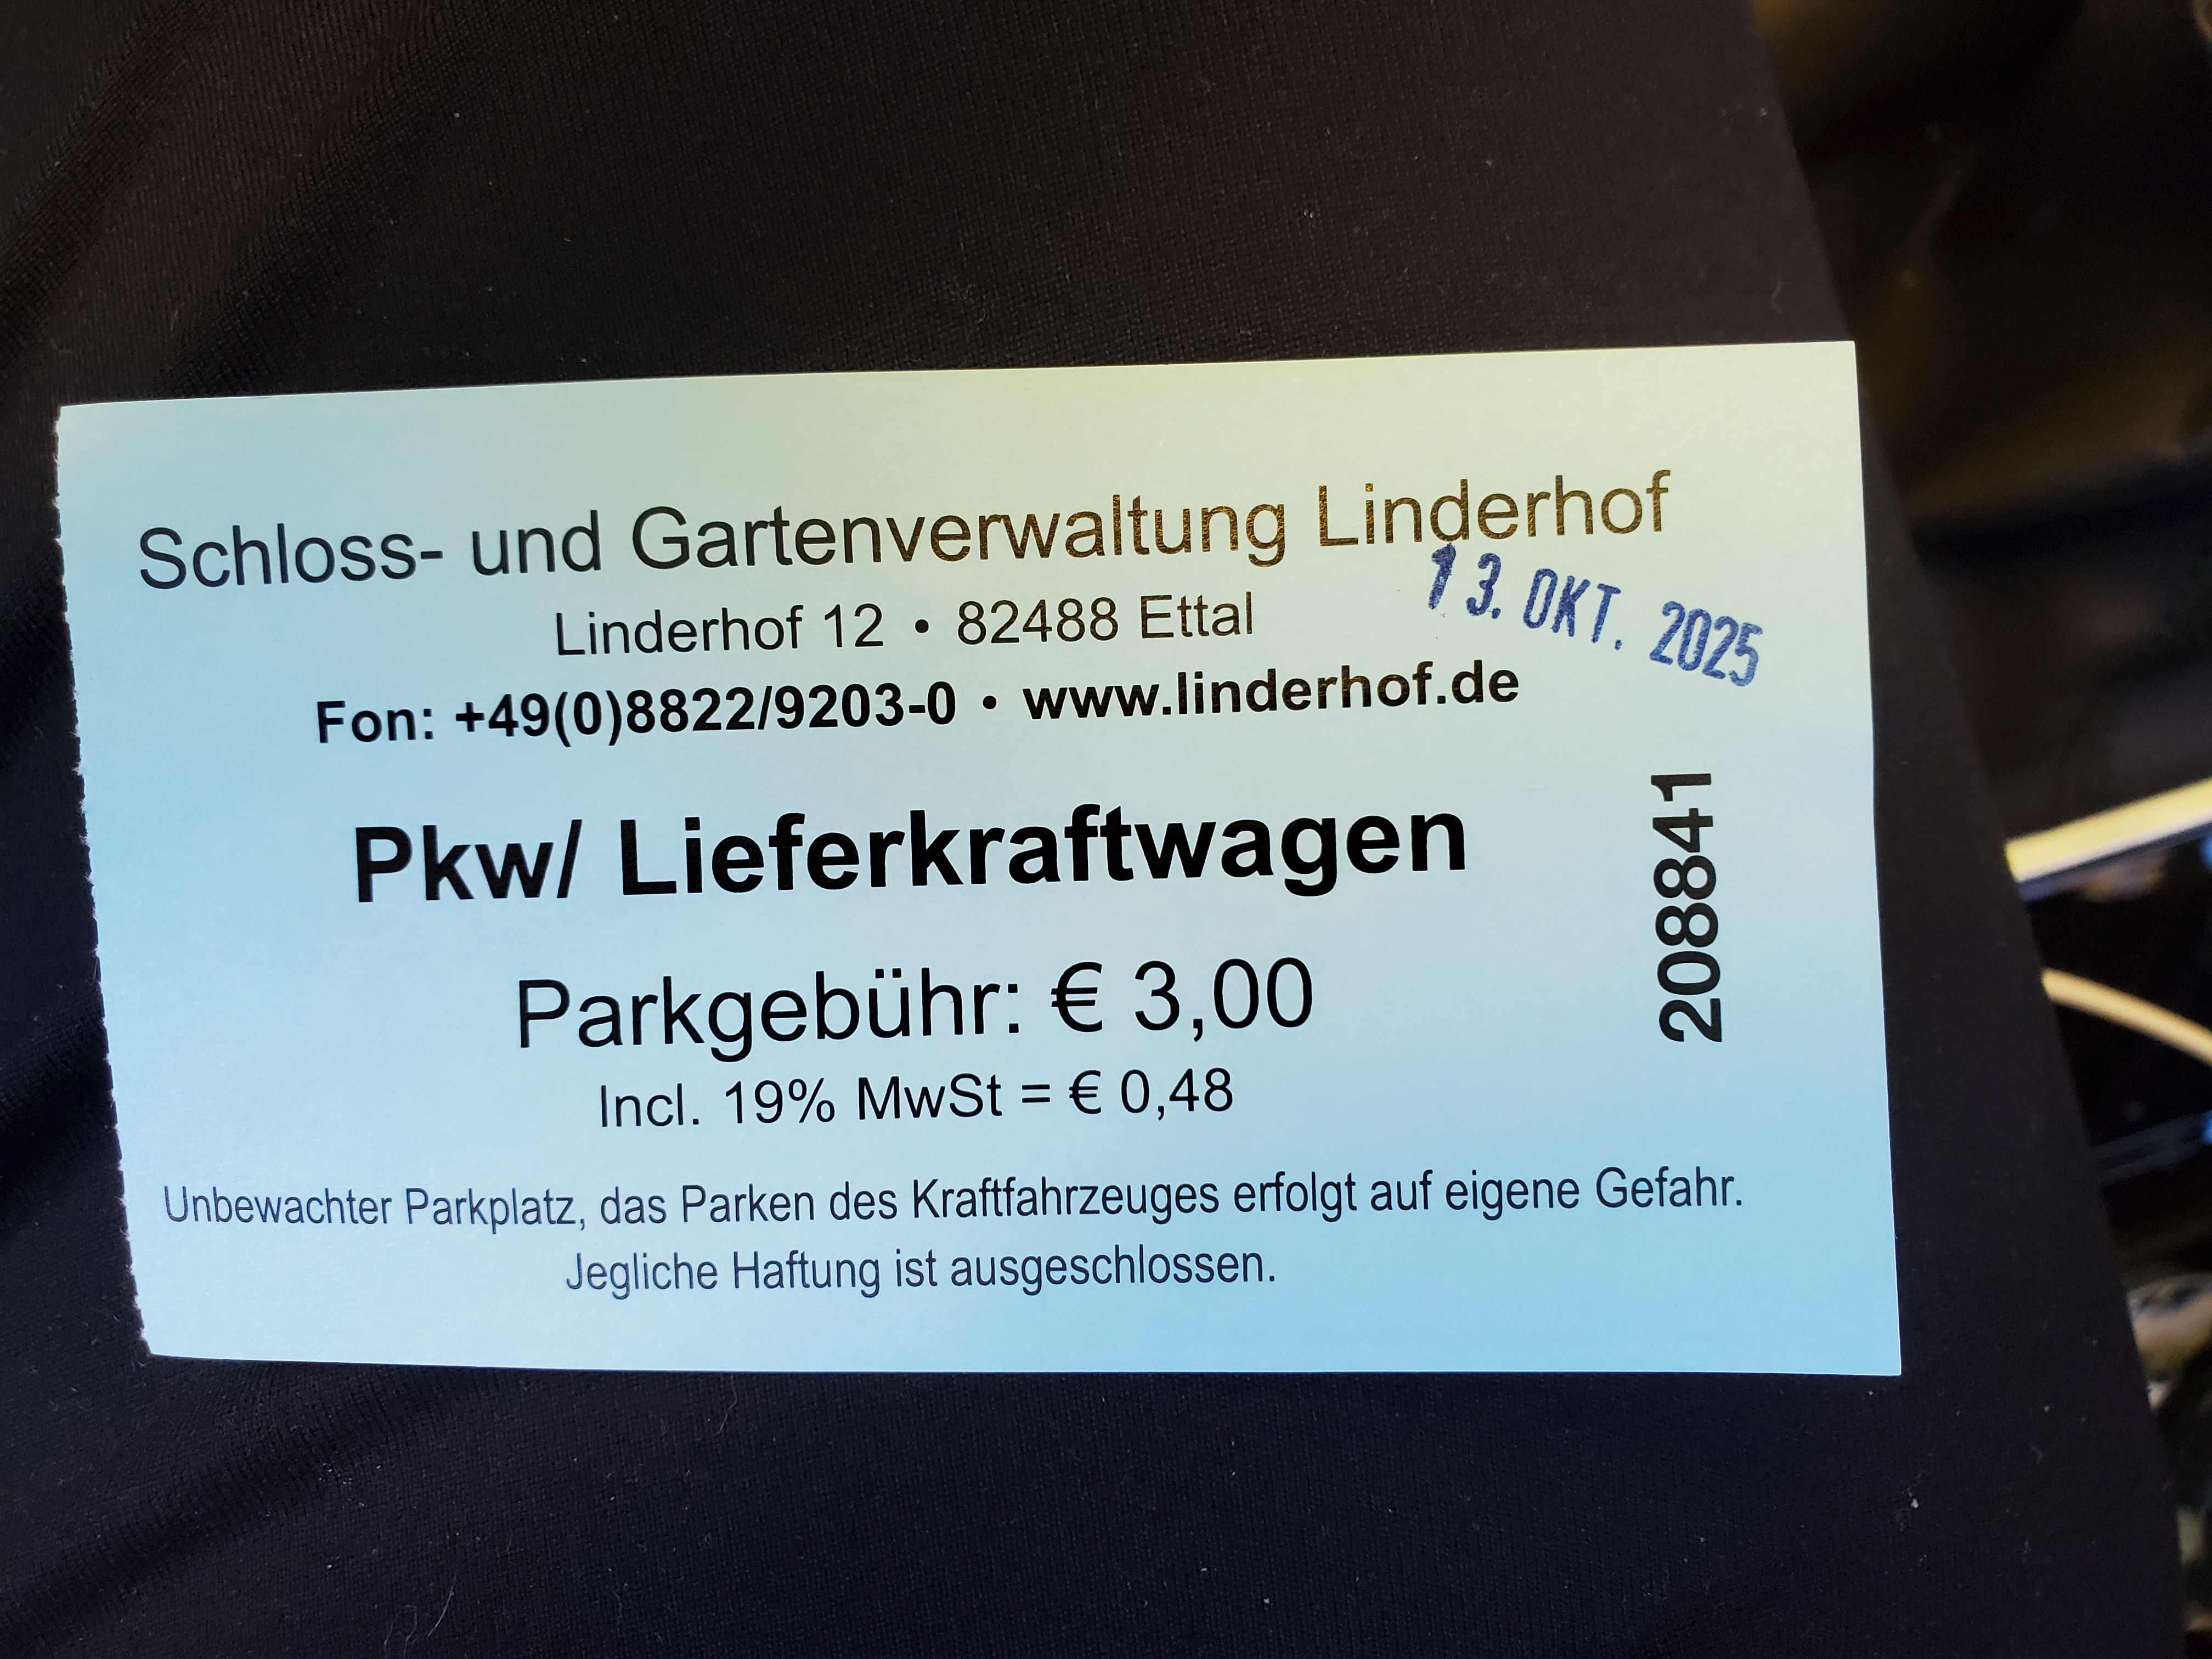 Schloss- und Gartenverwaltung Linderhof
13. OKT. 2025
Linderhof 12 • 82488 Ettal
Fon: +49(0)8822/9203-0 • www.linderhof.de
Pkw/ Lieferkraftwagen
208841
Parkgebühr: € 3,00
Incl. 19% MwSt = € 0,48
Unbewachter Parkplatz, das Parken des Kraftfahrzeuges erfolgt auf eigene Gefahr.
Jegliche Haftung ist ausgeschlossen.